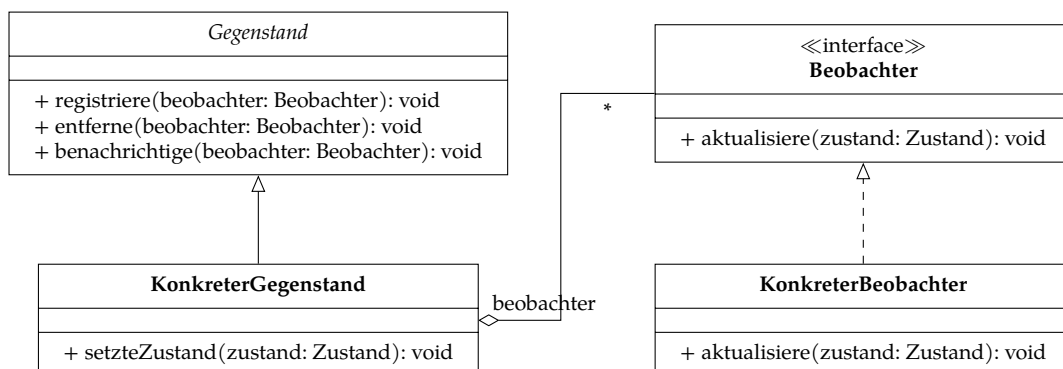 Gegenstand
+ registriere(beobachter: Beobachter): void
+ entferne(beobachter: Beobachter): void
+ benachrichtige(beobachter: Beobachter): void
≪interface≫
Beobachter
+ aktualisiere(zustand: Zustand): void
*
KonkreterGegenstand
+ setzteZustand(zustand: Zustand): void
beobachter
KonkreterBeobachter
+ aktualisiere(zustand: Zustand): void